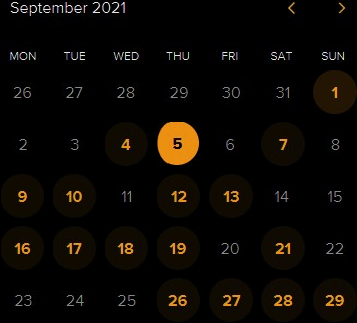 September 2021
MON TUE WED THU FRI SAT SUN
26 27 28 29 30 31 1
2 3 4 5 6 7 8
9 10 11 12 13 14 15
16 17 18 19 20 21 22
23 24 25 26 27 28 29